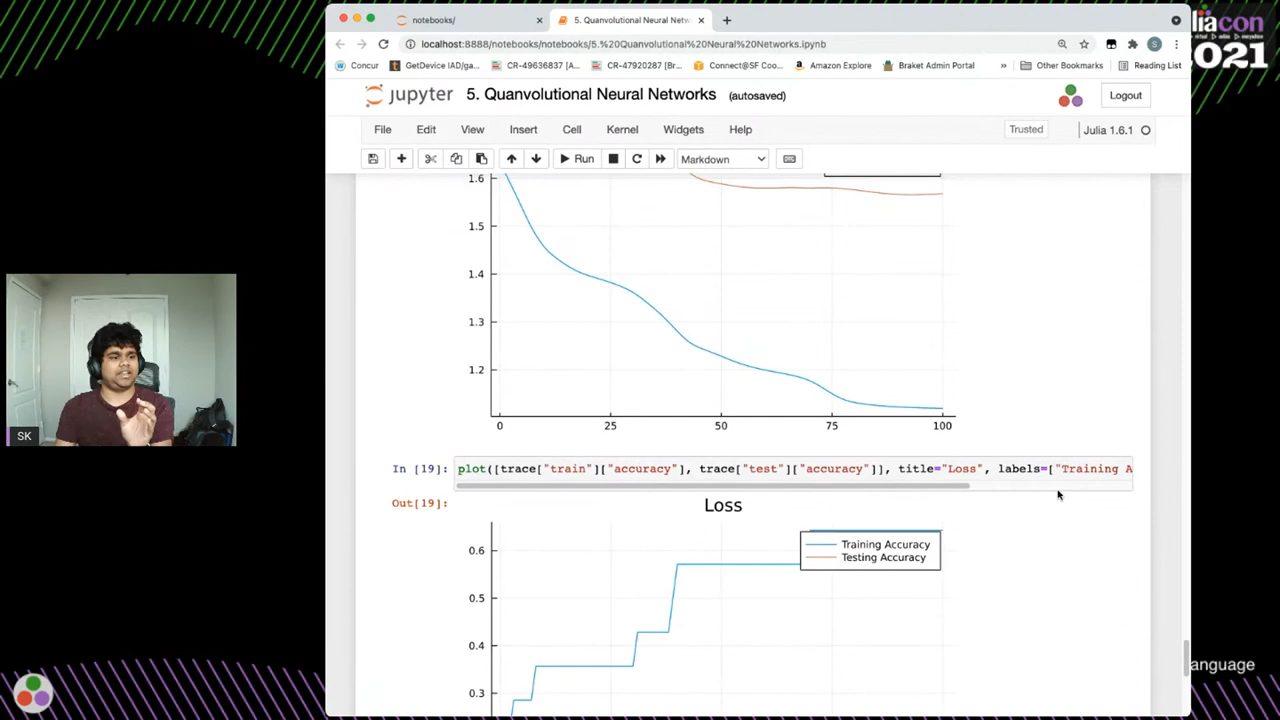 notebooks/
5. Quanvolutional Neural Netw
localhost:8888/notebooks/5.%20Quanvolutional%20Neural%20Networks.ipynb
S
Concur
GetDevice IAD/ga...
CR-49636837 [A...
CR-47920287 [Br...
Connect@SF Coo...
Amazon Explore
Braket Admin Portal
»
Other Bookmarks
Reading List
liacon
2021
jupyter
5. Quanvolutional Neural Networks
(autosaved)
Logout
File Edit View Insert Cell Kernel Widgets Help
Trusted
Julia 1.6.1
Run
Markdown
1.6
1.5
1.4
1.3
1.2
0 25 50 75 100
In [19]:
plot([trace["train"]["accuracy"], trace["test"]["accuracy"]], title="Loss", labels=["Training A
Out[19]:
Loss
Training Accuracy
Testing Accuracy
0.6
0.5
0.4
0.3
SK
anguage